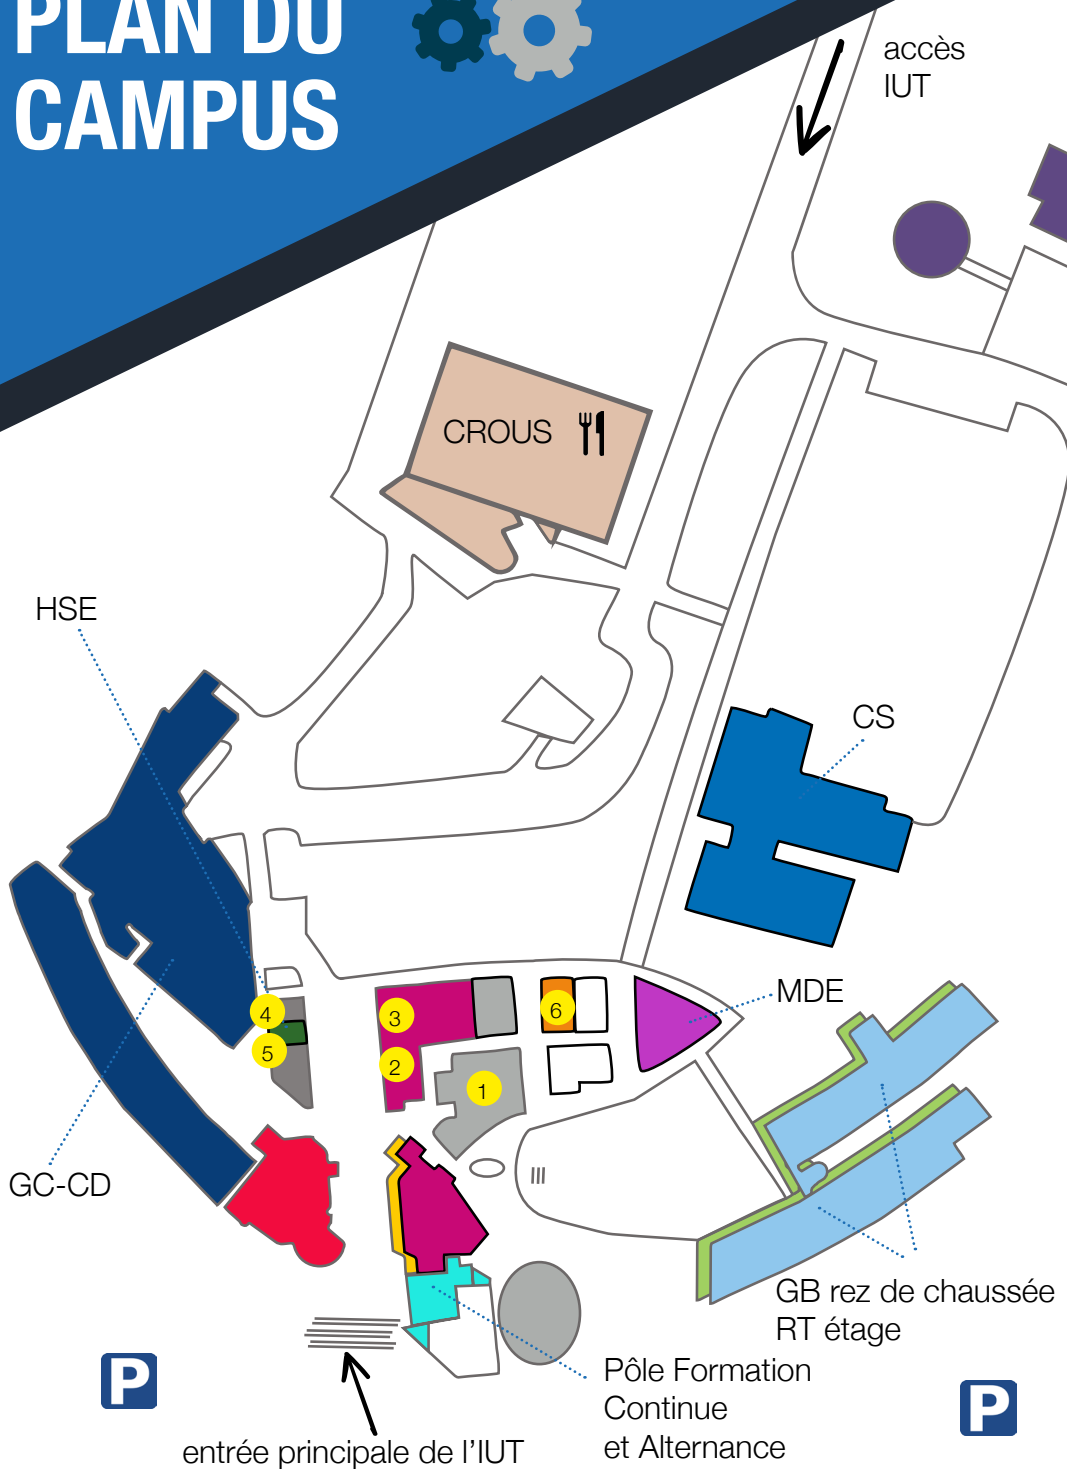 PLAN DU
CAMPUS
accès
IUT
CROUS
HSE
CS
MDE
4
3
6
5
2
1
GC-CD
GB rez de chaussée
RT étage
P
Pôle Formation
Continue
et Alternance
P
entrée principale de l'IUT